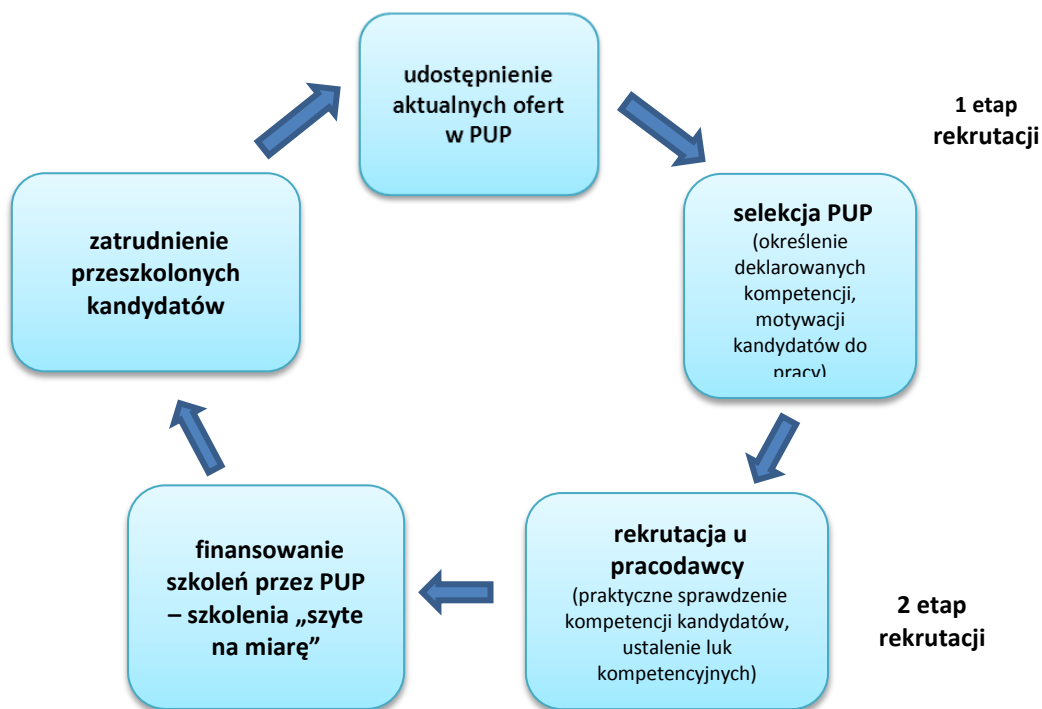 udostępnienie
aktualnych ofert
w PUP
1 etap
rekrutacji
selekcja PUP
(określenie
deklarowanych
kompetencji,
motywacji
kandydatów do
pracy)
rekrutacja u
pracodawcy
(praktyczne sprawdzenie
kompetencji kandydatów,
ustalenie luk
kompetencyjnych)
2 etap
rekrutacji
finansowanie
szkoleń przez PUP
– szkolenia „szyte
na miarę”
zatrudnienie
przeszkolonych
kandydatów